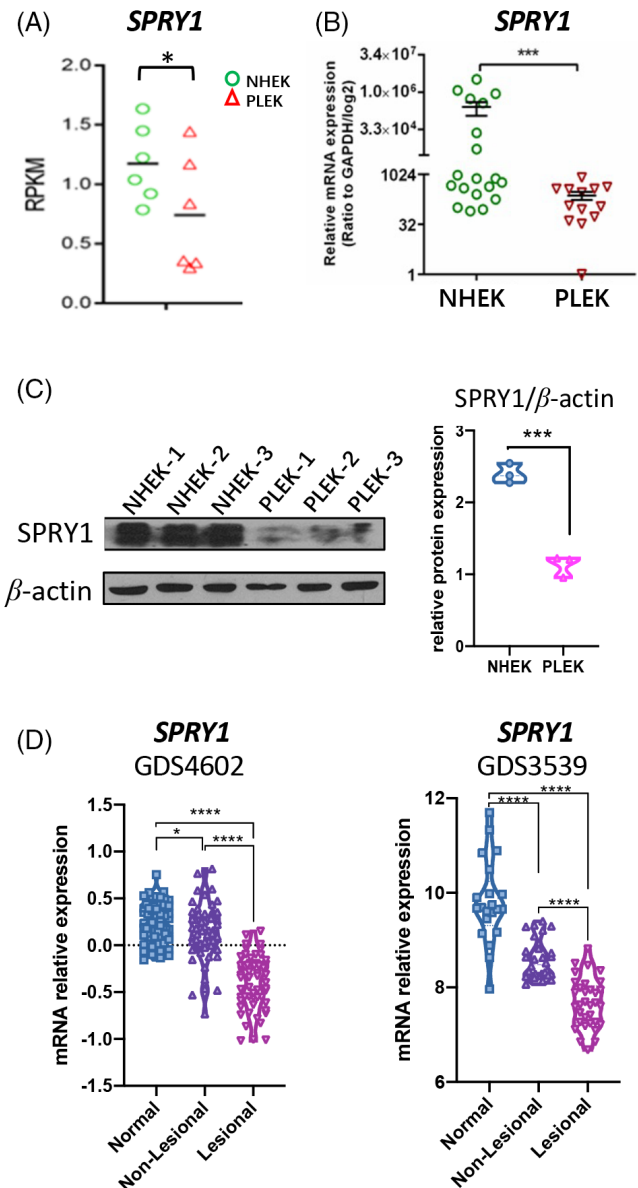 (A)
SPRY1
2.0
1.5
1.0
0.5
0.0
RPKM
*
NHEK
PLEK
(B)
SPRY1
Relative mRNA expression
(Ratio to GAPDH/log2)
3.4×10⁷
1.0×10⁶
3.3×10⁴
1024
32
1
***
NHEK PLEK
(C)
NHEK-1 NHEK-2 NHEK-3 PLEK-1 PLEK-2 PLEK-3
SPRY1
β-actin
SPRY1/β-actin
relative protein expression
3
2
1
0
***
NHEK PLEK
(D)
SPRY1
GDS4602
mRNA relative expression
1.5
1.0
0.5
0.0
-0.5
-1.0
-1.5
****
* ****
Normal Non-Lesional Lesional
SPRY1
GDS3539
mRNA relative expression
12
10
8
6
****
****
****
Normal Non-Lesional Lesional